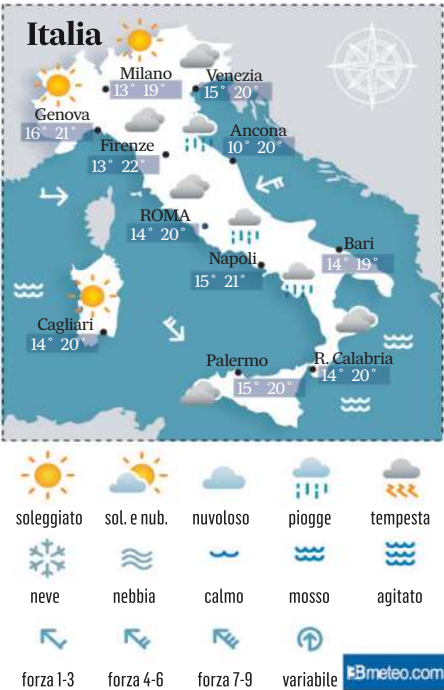 Italia
Milano
13° 19°
Venezia
15° 20°
Genova
16° 21°
Firenze
13° 22°
Ancona
10° 20°
ROMA
14° 20°
Bari
14° 19°
Napoli
15° 21°
Cagliari
14° 20°
Palermo
15° 20°
R. Calabria
14° 20°
soleggiato sol. e nub. nuvoloso piogge tempesta
neve nebbia calmo mosso agitato
forza 1-3 forza 4-6 forza 7-9 variabile
3Bmeteo.com